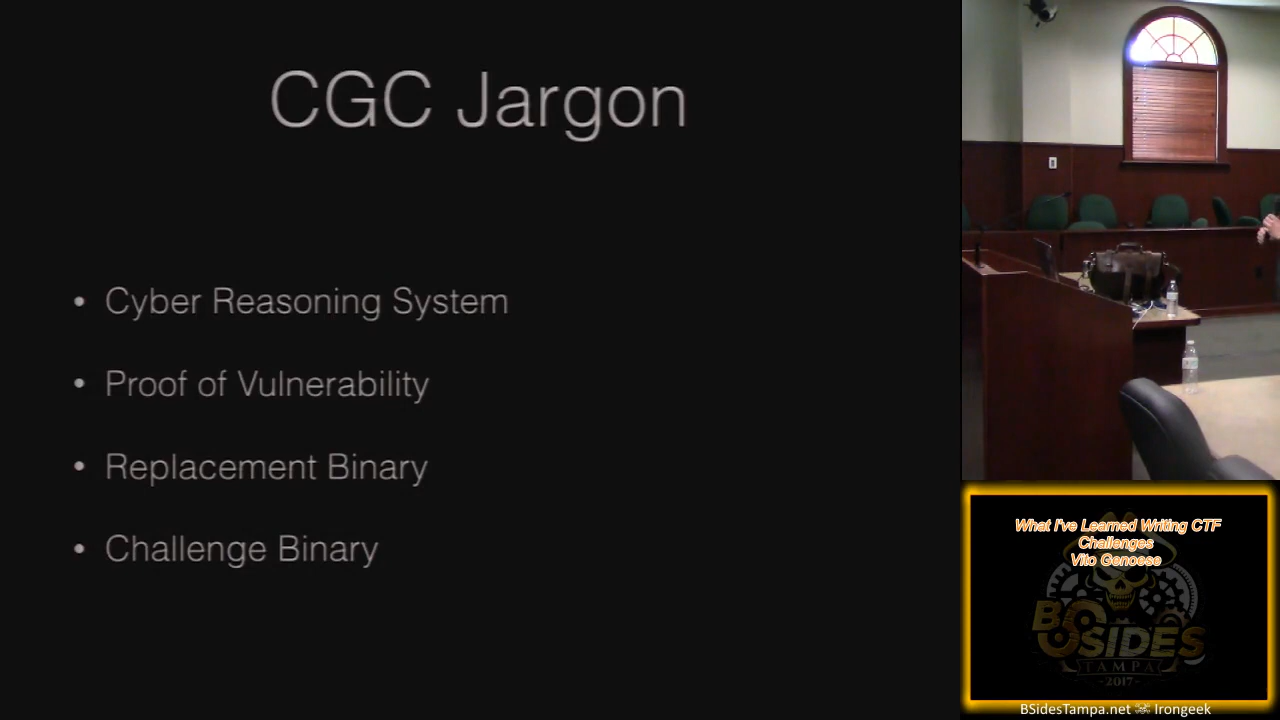 CGC Jargon
• Cyber Reasoning System
• Proof of Vulnerability
• Replacement Binary
• Challenge Binary
What I've Learned Writing CTF
Challenges
Vito Genoese
BSIDES
TAMPA
2017
BSidesTampa.net ☠ Irongeek